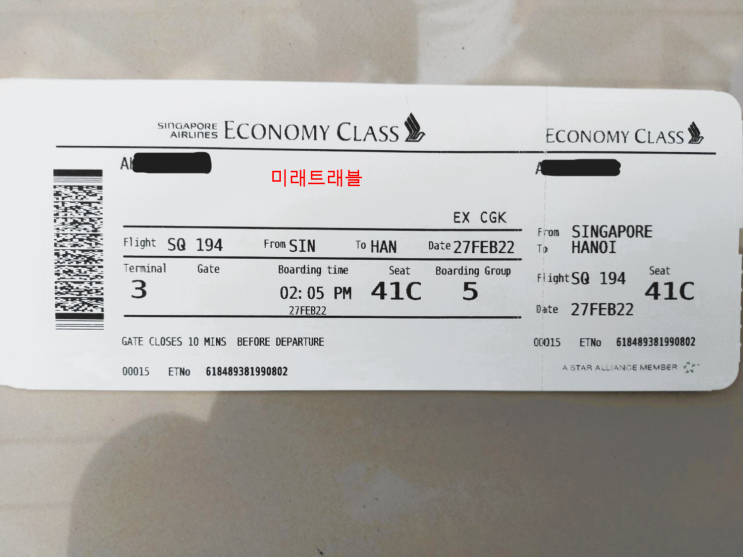 SINGAPORE AIRLINES ECONOMY CLASS
미래트래블
EX CGK
Flight SQ 194 From SIN To HAN Date 27FEB22
Terminal Gate Boarding time Seat Boarding Group
3 02:05 PM 41C 5
27FEB22
GATE CLOSES 10 MINS BEFORE DEPARTURE
00015 ETNo 618489381990802
ECONOMY CLASS
From SINGAPORE
To HANOI
Flight SQ 194 Seat
41C
Date 27FEB22
00015 ETNo 618489381990802
A STAR ALLIANCE MEMBER